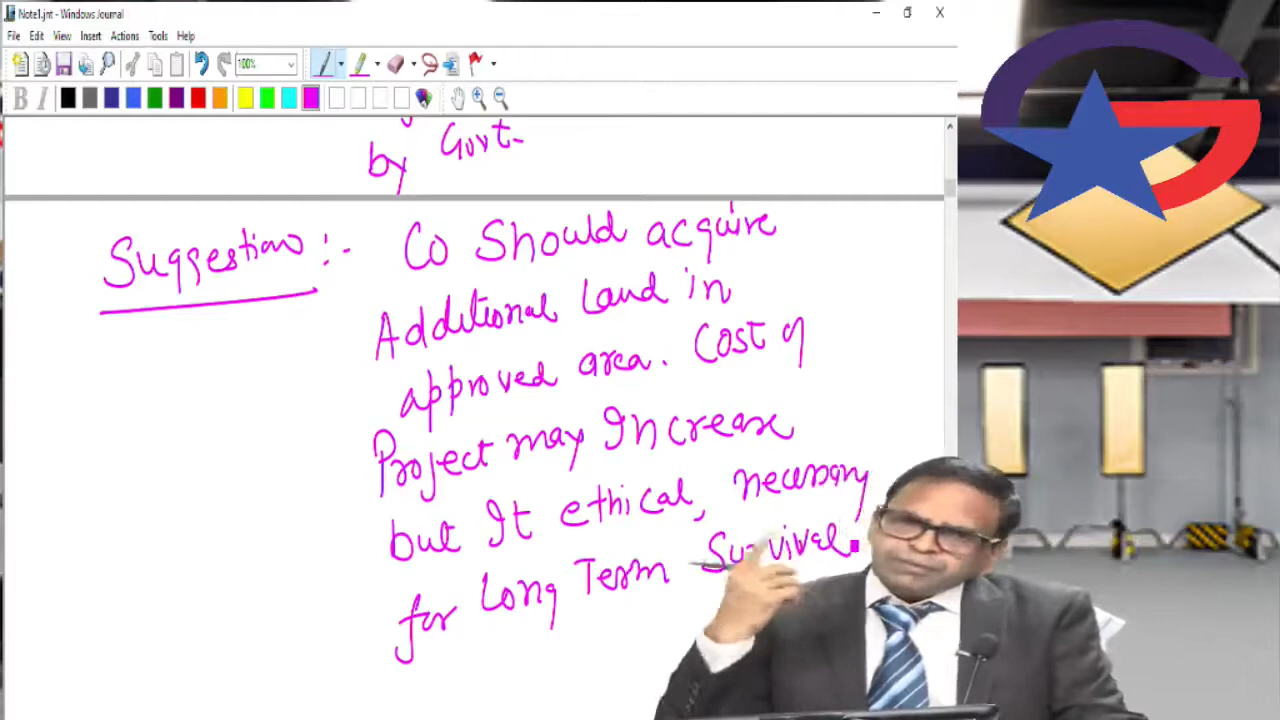 Note1.jnt - Windows Journal
File Edit View Insert Actions Tools Help
100%
B I
by Govt-
Suggestion :- Co Should acquire
Additional Land in
approved area. Cost of
Project may Increase
but It ethical, necessary
for Long Term Survival.